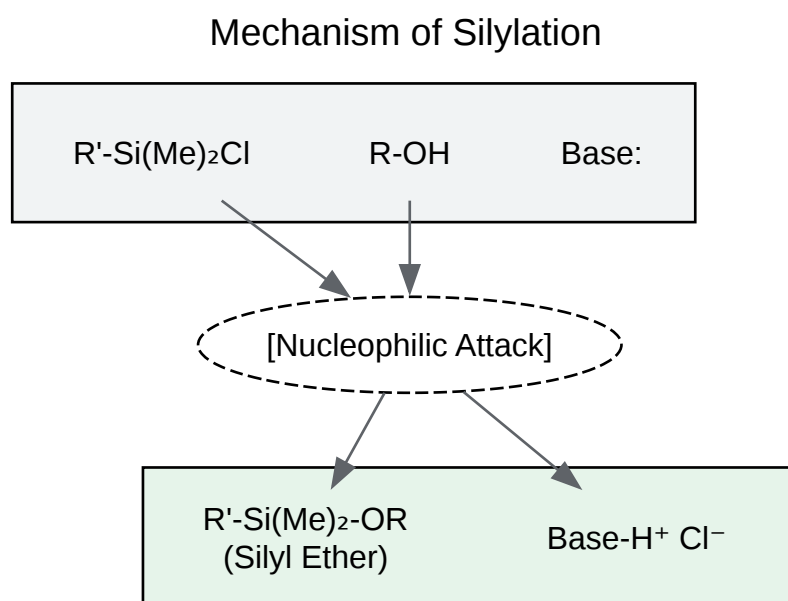 Mechanism of Silylation
R'-Si(Me)₂Cl
R-OH
Base:
[Nucleophilic Attack]
R'-Si(Me)₂-OR
(Silyl Ether)
Base-H⁺ Cl⁻